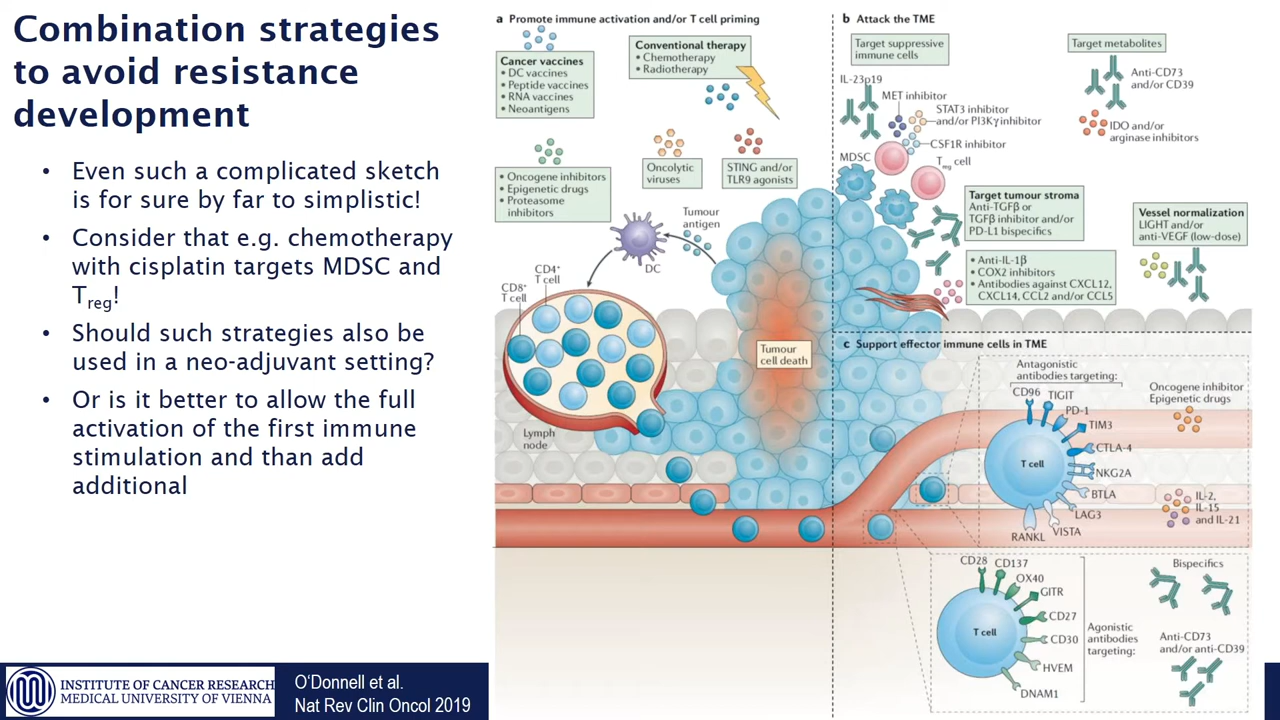 Combination strategies
to avoid resistance
development
• Even such a complicated sketch
is for sure by far to simplistic!
• Consider that e.g. chemotherapy
with cisplatin targets MDSC and
Treg!
• Should such strategies also be
used in a neo-adjuvant setting?
• Or is it better to allow the full
activation of the first immune
stimulation and than add
additional
INSTITUTE OF CANCER RESEARCH
MEDICAL UNIVERSITY OF VIENNA
O'Donnell et al.
Nat Rev Clin Oncol 2019
a Promote immune activation and/or T cell priming
Cancer vaccines
• DC vaccines
• Peptide vaccines
• RNA vaccines
• Neoantigens
Conventional therapy
• Chemotherapy
• Radiotherapy
• Oncogene inhibitors
• Epigenetic drugs
• Proteasome
inhibitors
Oncolytic
viruses
STING and/or
TLR9 agonists
Tumour
antigen
DC
CD4+
T cell
CD8+
T cell
Lymph
node
Tumour
cell death
b Attack the TME
Target suppressive
immune cells
IL-23p19
MET inhibitor
STAT3 inhibitor
and/or PI3Kγ inhibitor
CSF1R inhibitor
MDSC
Treg cell
Target metabolites
Anti-CD73
and/or CD39
IDO and/or
arginase inhibitors
Target tumour stroma
Anti-TGFβ or
TGFβ inhibitor and/or
PD-L1 bispecifics
• Anti-IL-1β
• COX2 inhibitors
• Antibodies against CXCL12,
CXCL14, CCL2 and/or CCL5
Vessel normalization
LIGHT and/or
anti-VEGF (low-dose)
c Support effector immune cells in TME
Antagonistic
antibodies targeting:
CD96
TIGIT
PD-1
TIM3
CTLA-4
NKG2A
BTLA
LAG3
VISTA
RANKL
T cell
Oncogene inhibitor
Epigenetic drugs
IL-2,
IL-15
and IL-21
CD28
CD137
OX40
GITR
CD27
CD30
HVEM
DNAM1
T cell
Agonistic
antibodies
targeting:
Bispecifics
Anti-CD73
and/or anti-CD39